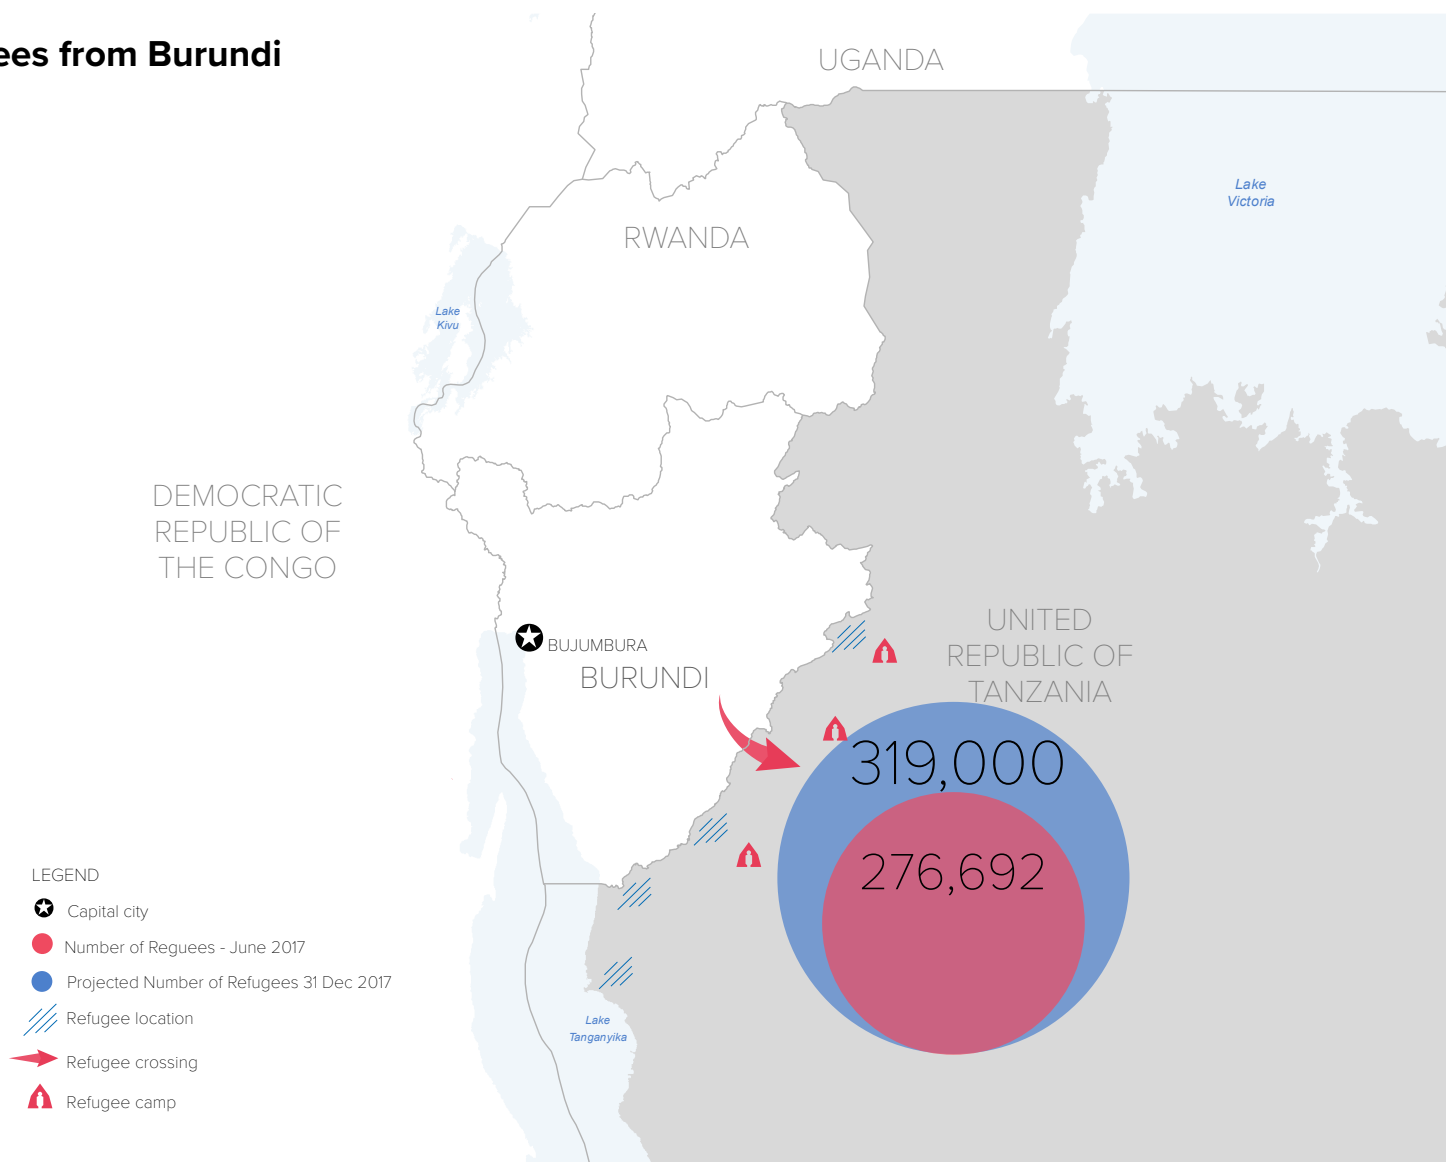 ees from Burundi
UGANDA
Lake
Victoria
RWANDA
Lake
Kivu
DEMOCRATIC
REPUBLIC OF
THE CONGO
UNITED
REPUBLIC OF
TANZANIA
BUJUMBURA
BURUNDI
319,000
276,692
LEGEND
Capital city
Number of Reguees - June 2017
Projected Number of Refugees 31 Dec 2017
Refugee location
Refugee crossing
Refugee camp
Lake
Tanganyika